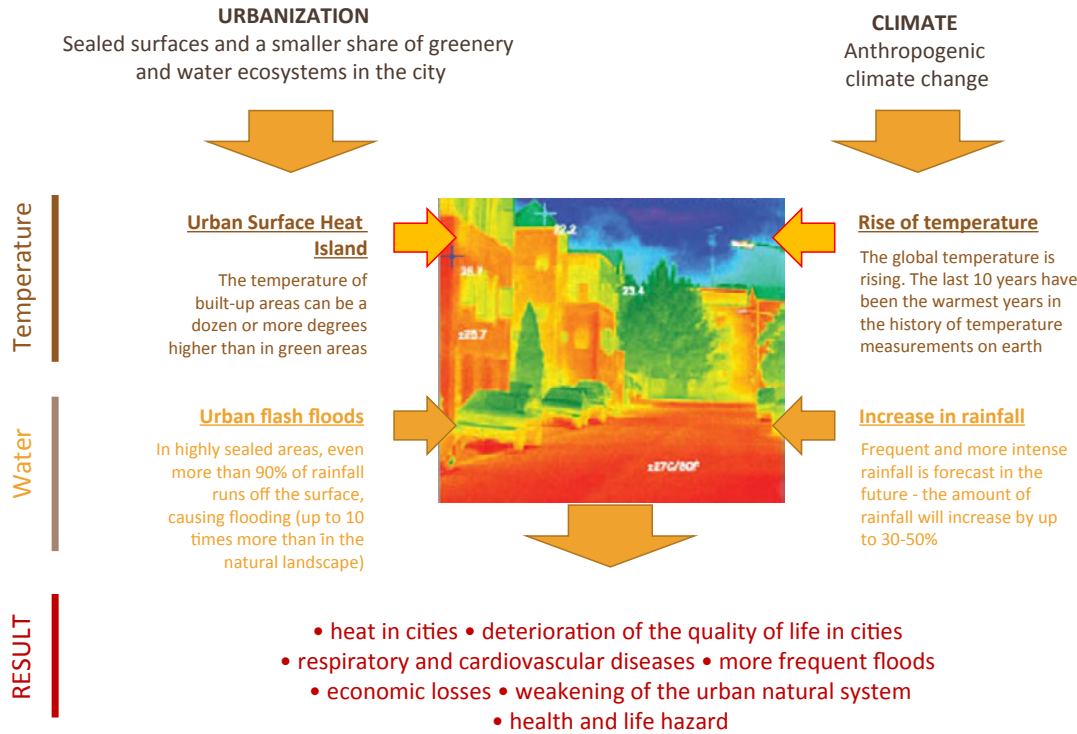 URBANIZATION
Sealed surfaces and a smaller share of greenery
and water ecosystems in the city
CLIMATE
Anthropogenic
climate change
Temperature
Urban Surface Heat
Island
The temperature of
built-up areas can be a
dozen or more degrees
higher than in green areas
22.2
23.4
±27C/80F
Rise of temperature
The global temperature is
rising. The last 10 years have
been the warmest years in
the history of temperature
measurements on earth
Water
Urban flash floods
In highly sealed areas, even
more than 90% of rainfall
runs off the surface,
causing flooding (up to 10
times more than in the
natural landscape)
Increase in rainfall
Frequent and more intense
rainfall is forecast in the
future - the amount of
rainfall will increase by up
to 30-50%
RESULT
• heat in cities • deterioration of the quality of life in cities
• respiratory and cardiovascular diseases • more frequent floods
• economic losses • weakening of the urban natural system
• health and life hazard